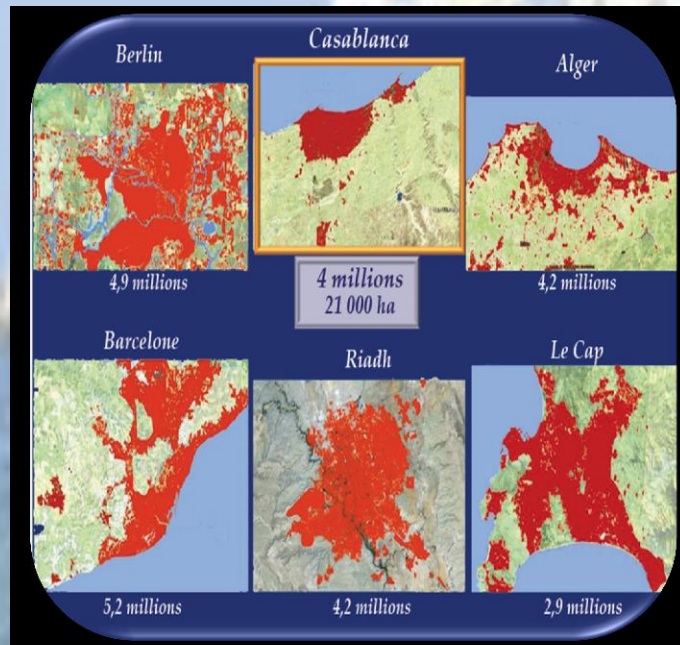 Berlin
Casablanca
Alger
4,9 millions
4 millions
21 000 ha
4,2 millions
Barcelone
Riadh
Le Cap
5,2 millions
4,2 millions
2,9 millions